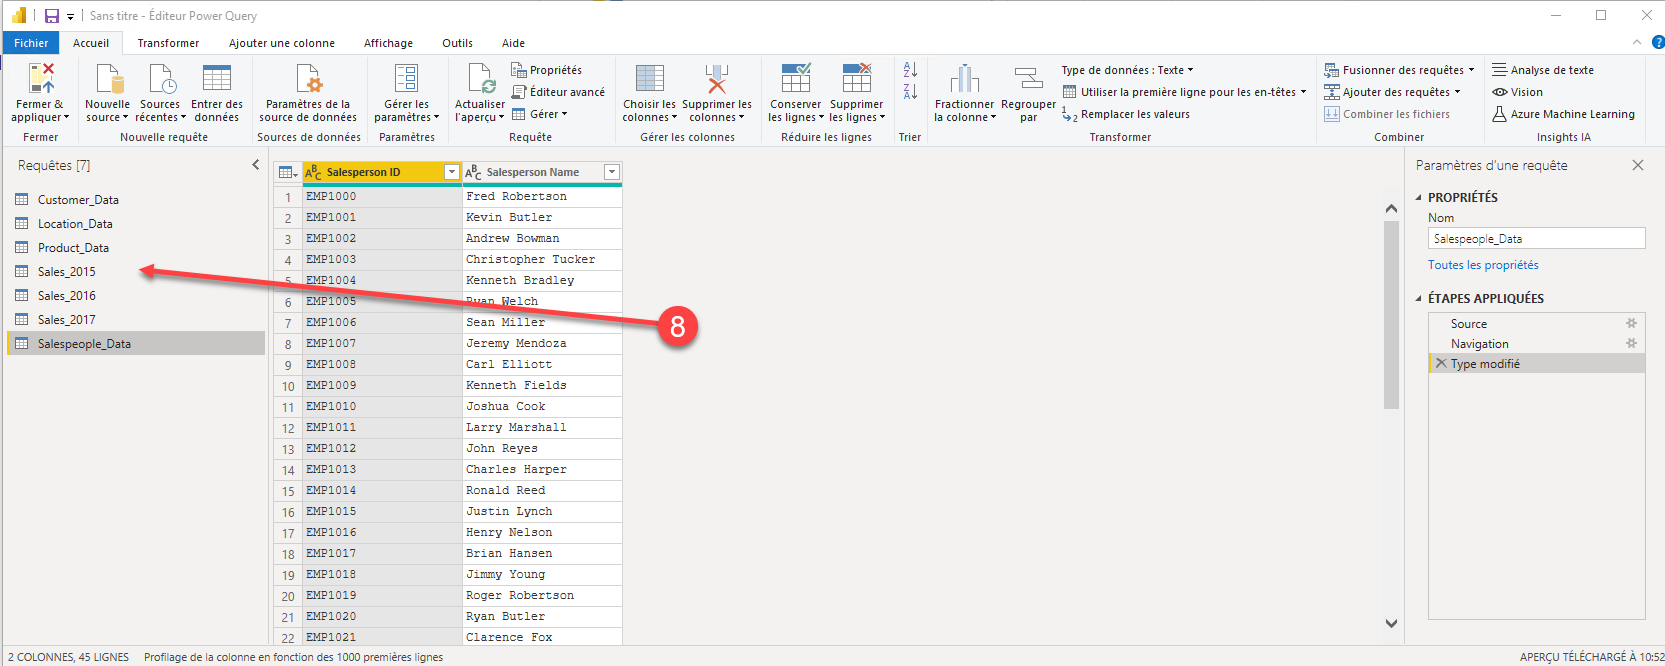 Sans titre - Éditeur Power Query
Fichier Accueil Transformer Ajouter une colonne Affichage Outils Aide
Fermer & appliquer
Nouvelle source
Sources récentes
Entrer des données
Paramètres de la source de données
Gérer les paramètres
Actualiser l'aperçu
Propriétés
Éditeur avancé
Gérer
Choisir les colonnes
Supprimer les colonnes
Conserver les lignes
Supprimer les lignes
Fractionner la colonne
Regrouper par
Type de données : Texte
Utiliser la première ligne pour les en-têtes
Remplacer les valeurs
Fusionner des requêtes
Ajouter des requêtes
Combiner les fichiers
Analyse de texte
Vision
Azure Machine Learning
Fermer Nouvelle requête Sources de données Paramètres Requête Gérer les colonnes Réduire les lignes Trier Transformer Combiner Insights IA
Requêtes [7]
Customer_Data
Location_Data
Product_Data
Sales_2015
Sales_2016
Sales_2017
Salespeople_Data
Salesperson ID Salesperson Name
1 EMP1000 Fred Robertson
2 EMP1001 Kevin Butler
3 EMP1002 Andrew Bowman
4 EMP1003 Christopher Tucker
5 EMP1004 Kenneth Bradley
6 EMP1005 Ryan Welch
7 EMP1006 Sean Miller
8 EMP1007 Jeremy Mendoza
9 EMP1008 Carl Elliott
10 EMP1009 Kenneth Fields
11 EMP1010 Joshua Cook
12 EMP1011 Larry Marshall
13 EMP1012 John Reyes
14 EMP1013 Charles Harper
15 EMP1014 Ronald Reed
16 EMP1015 Justin Lynch
17 EMP1016 Henry Nelson
18 EMP1017 Brian Hansen
19 EMP1018 Jimmy Young
20 EMP1019 Roger Robertson
21 EMP1020 Ryan Butler
22 EMP1021 Clarence Fox
8
Paramètres d'une requête
PROPRIÉTÉS
Nom
Salespeople_Data
Toutes les propriétés
ÉTAPES APPLIQUÉES
Source
Navigation
Type modifié
2 COLONNES, 45 LIGNES Profilage de la colonne en fonction des 1000 premières lignes APERÇU TÉLÉCHARGÉ À 10:52